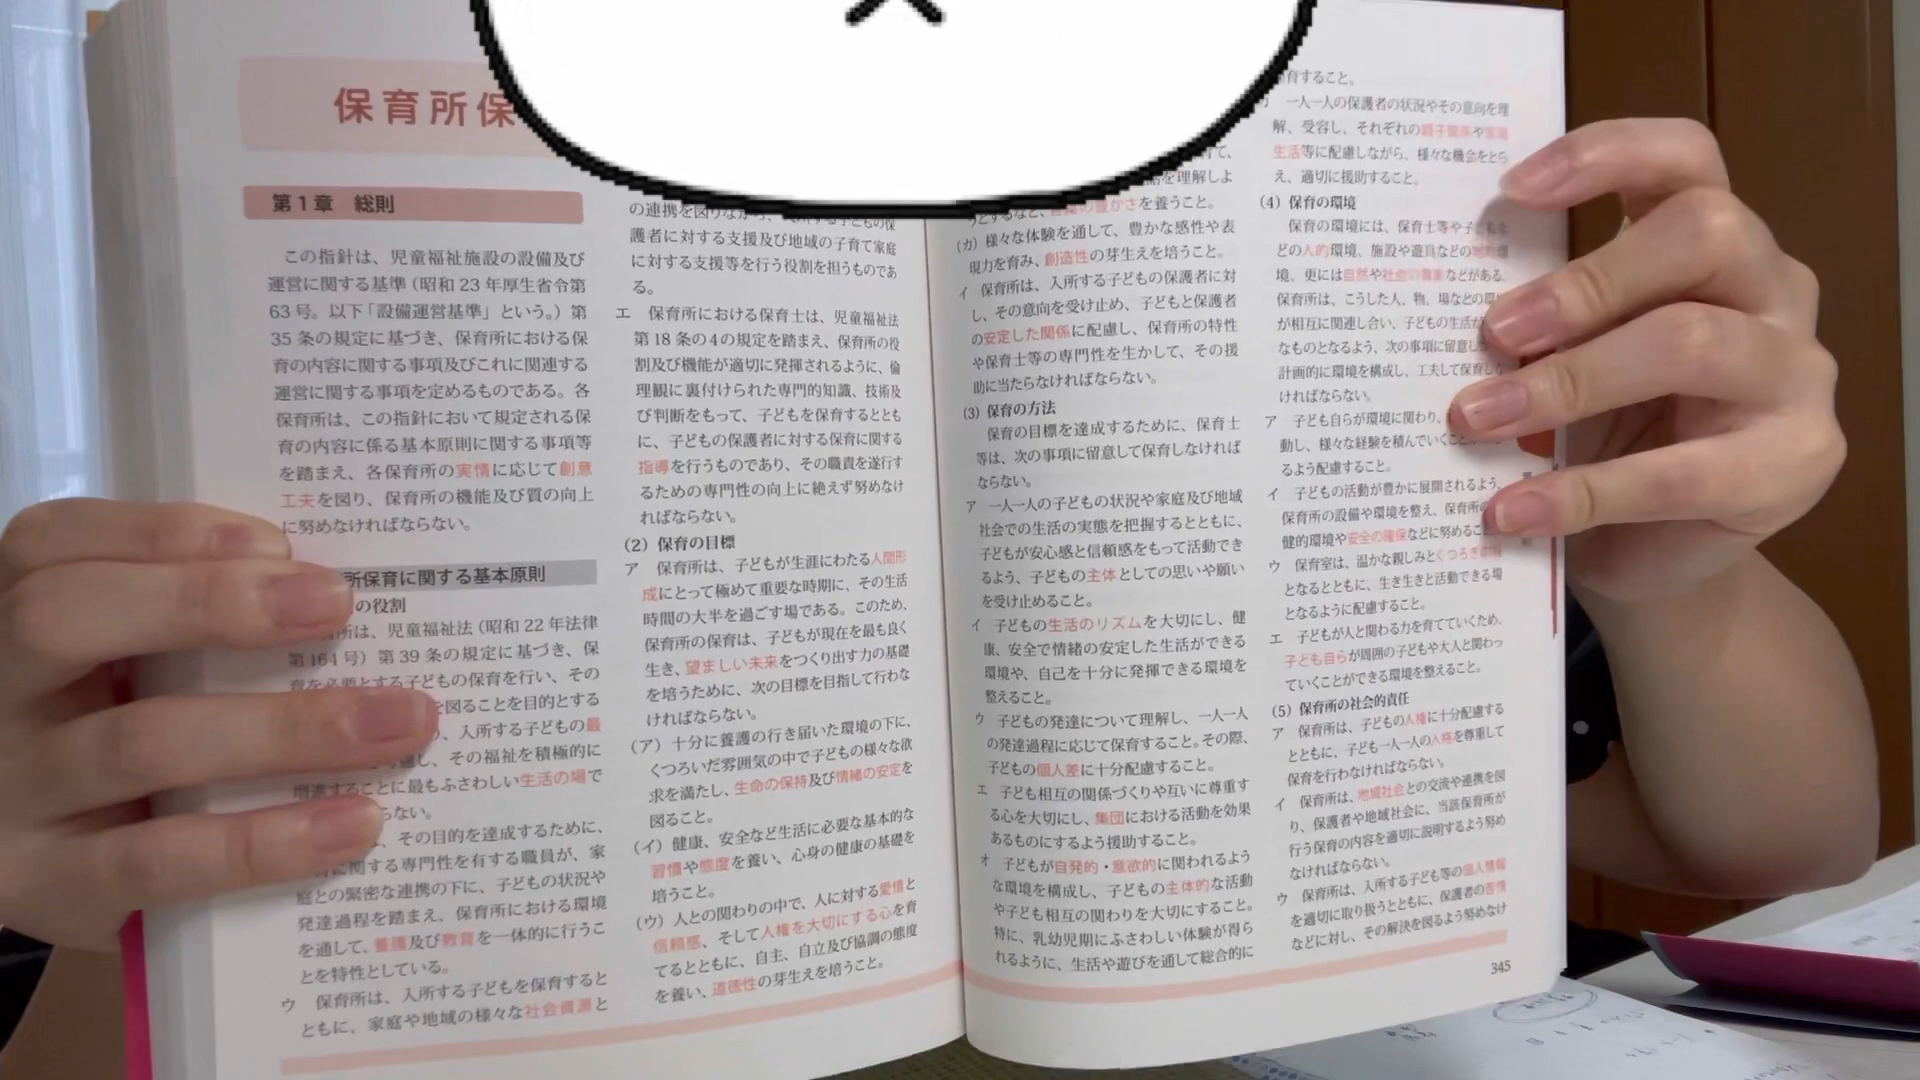 保育所保
第1章 総則
この指針は、児童福祉施設の設備及び
運営に関する基準（昭和23年厚生省令第
63号。以下「設備運営基準」という。）第
35条の規定に基づき、保育所における保
育の内容に関する事項及びこれに関連する
運営に関する事項を定めるものである。各
保育所は、この指針において規定される保
育の内容に係る基本原則に関する事項等
を踏まえ、各保育所の実情に応じて創意
工夫を図り、保育所の機能及び質の向上
に努めなければならない。
所保育に関する基本原則
の役割
所は、児童福祉法（昭和22年法律
第164号）第39条の規定に基づき、保
育を必要とする子どもの保育を行い、その
を図ることを目的とする
、入所する子どもの最
し、その福祉を積極的に
増進することに最もふさわしい生活の場で
らない。
、その目的を達成するために、
に関する専門性を有する職員が、家
庭との緊密な連携の下に、子どもの状況や
発達過程を踏まえ、保育所における環境
を通して、養護及び教育を一体的に行うこ
とを特性としている。
ウ 保育所は、入所する子どもを保育すると
ともに、家庭や地域の様々な社会資源と
の連携を図りながら、入所する子どもの保
護者に対する支援及び地域の子育て家庭
に対する支援等を行う役割を担うものであ
る。
エ 保育所における保育士は、児童福祉法
第18条の4の規定を踏まえ、保育所の役
割及び機能が適切に発揮されるように、倫
理観に裏付けられた専門的知識、技術及
び判断をもって、子どもを保育するととも
に、子どもの保護者に対する保育に関する
指導を行うものであり、その職責を遂行す
るための専門性の向上に絶えず努めなけ
ればならない。
(2) 保育の目標
ア 保育所は、子どもが生涯にわたる人間形
成にとって極めて重要な時期に、その生活
時間の大半を過ごす場である。このため、
保育所の保育は、子どもが現在を最も良く
生き、望ましい未来をつくり出す力の基礎
を培うために、次の目標を目指して行わな
ければならない。
（ア）十分に養護の行き届いた環境の下に、
くつろいだ雰囲気の中で子どもの様々な欲
求を満たし、生命の保持及び情緒の安定を
図ること。
（イ）健康、安全など生活に必要な基本的な
習慣や態度を養い、心身の健康の基礎を
培うこと。
（ウ）人との関わりの中で、人に対する愛情と
信頼感、そして人権を大切にする心を育
てるとともに、自主、自立及び協調の態度
を養い、道徳性の芽生えを培うこと。
て、
を理解しよ
うとするなど、言葉の豊かさを養うこと。
（カ）様々な体験を通して、豊かな感性や表
現力を育み、創造性の芽生えを培うこと。
イ 保育所は、入所する子どもの保護者に対
し、その意向を受け止め、子どもと保護者
の安定した関係に配慮し、保育所の特性
や保育士等の専門性を生かして、その援
助に当たらなければならない。
(3) 保育の方法
保育の目標を達成するために、保育士
等は、次の事項に留意して保育しなければ
ならない。
ア 一人一人の子どもの状況や家庭及び地域
社会での生活の実態を把握するとともに、
子どもが安心感と信頼感をもって活動でき
るよう、子どもの主体としての思いや願い
を受け止めること。
イ 子どもの生活のリズムを大切にし、健
康、安全で情緒の安定した生活ができる
環境や、自己を十分に発揮できる環境を
整えること。
ウ 子どもの発達について理解し、一人一人
の発達過程に応じて保育すること。その際、
子どもの個人差に十分配慮すること。
エ 子ども相互の関係づくりや互いに尊重す
る心を大切にし、集団における活動を効果
あるものにするよう援助すること。
オ 子どもが自発的・意欲的に関われるよう
な環境を構成し、子どもの主体的な活動
や子ども相互の関わりを大切にすること。
特に、乳幼児期にふさわしい体験が得ら
れるように、生活や遊びを通して総合的に
育すること。
一人一人の保護者の状況やその意向を理
解、受容し、それぞれの親子関係や家庭
生活等に配慮しながら、様々な機会をとら
え、適切に援助すること。
(4) 保育の環境
保育の環境には、保育士等や子
どの人的環境、施設や遊具などの
境、更には自然や社会の事象などがある。
保育所は、こうした人、物、場などの環
が相互に関連し合い、子どもの生活が
なものとなるよう、次の事項に留意し
計画的に環境を構成し、工夫して保育しな
ければならない。
ア 子ども自らが環境に関わり、
動し、様々な経験を積んでいくこ
るよう配慮すること。
イ 子どもの活動が豊かに展開されるよう、
保育所の設備や環境を整え、保育所の
健的環境や安全の確保などに努めること
ウ 保育室は、温かな親しみとくつろぎの場
となるとともに、生き生きと活動できる場
となるように配慮すること。
エ 子どもが人と関わる力を育てていくため、
子ども自らが周囲の子どもや大人と関わっ
ていくことができる環境を整えること。
(5) 保育所の社会的責任
ア 保育所は、子どもの人権に十分配慮する
とともに、子ども一人一人の人格を尊重して
保育を行わなければならない。
イ 保育所は、地域社会との交流や連携を図
り、保護者や地域社会に、当該保育所が
行う保育の内容を適切に説明するよう努め
なければならない。
ウ 保育所は、入所する子ども等の個人情報
を適切に取り扱うとともに、保護者の苦情
などに対し、その解決を図るよう努めなけ
345